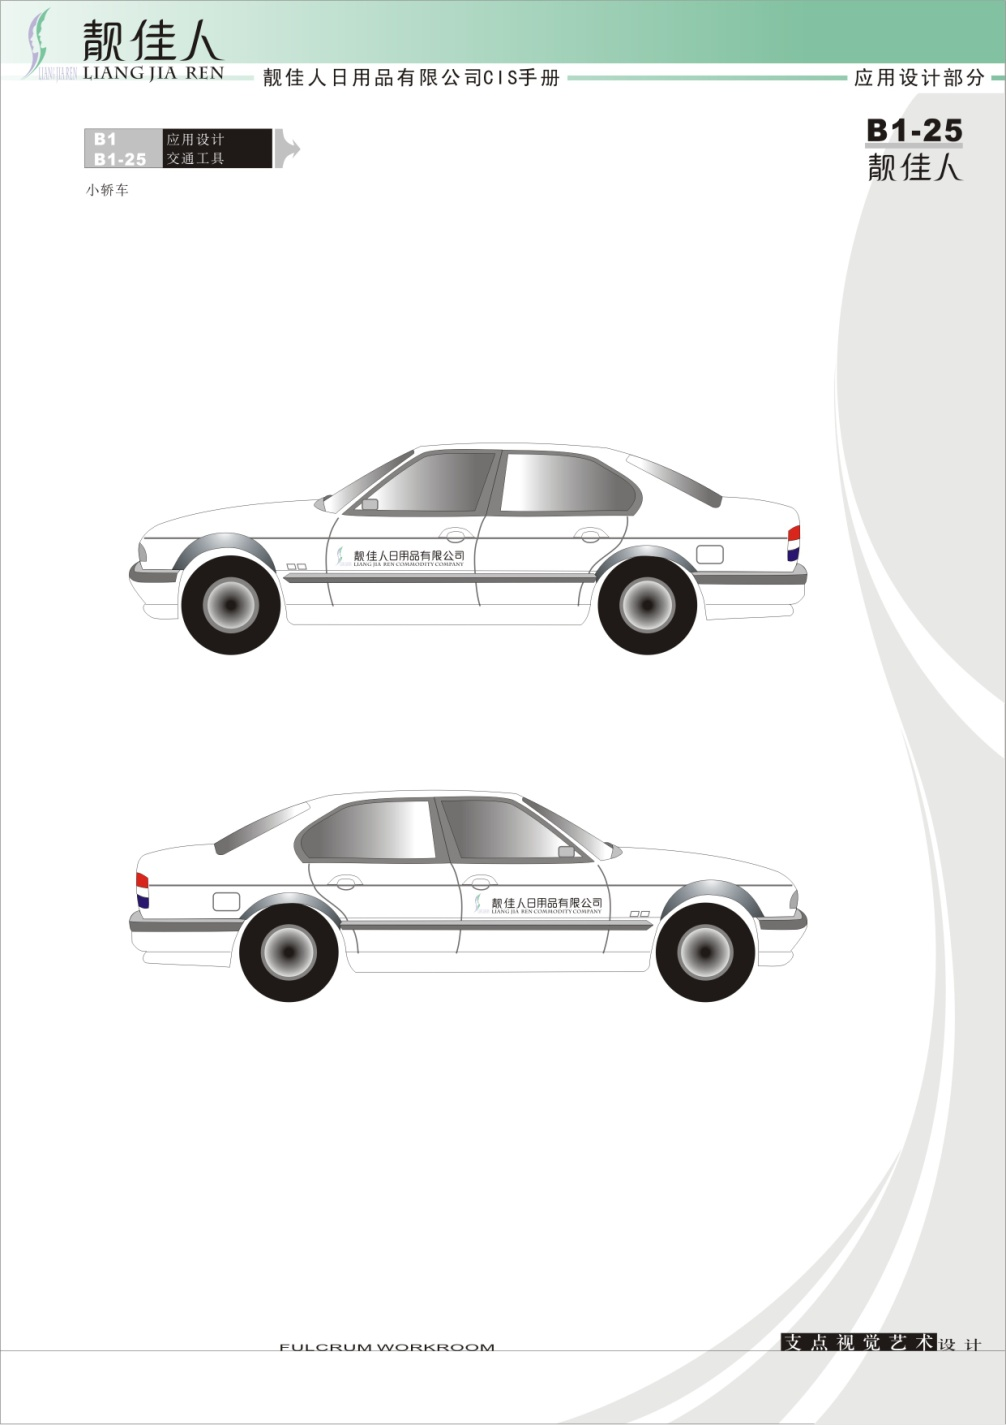 靓佳人
LIANG JIA REN
LIANG JIA REN
靓佳人日用品有限公司CIS手册
应用设计部分
B1
应用设计
B1-25
交通工具
小轿车
B1-25
靓佳人
靓佳人日用品有限公司
LIANG JIA REN COMMODITY COMPANY
靓佳人日用品有限公司
LIANG JIA REN COMMODITY COMPANY
FULCRUM WORKROOM
支点视觉艺术设计